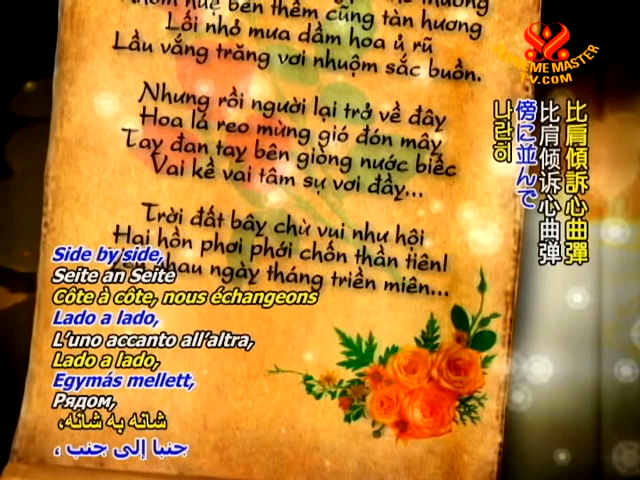 Lối nhỏ mưa dầm hoa ủ rũ
Lầu vắng trăng vơi nhuộm sắc buồn.
Nhưng rồi người lại trở về đây
Hoa lá reo mừng gió đón mây
Tay đan tay bên giòng nước biếc
Vai kề vai tâm sự vơi đầy...
Trời đất bây chừ vui như hội
Hai hồn phơi phới chốn thần tiên!
nhau ngày tháng triền miên...
Side by side,
Seite an Seite
Côte à côte, nous échangeons
Lado a lado,
L'uno accanto all'altra,
Lado a lado,
Egymás mellett,
Рядом,
شانه به شانه،
جنبا إلى جنب ،
比肩傾訴心曲彈
比肩倾诉心曲弹
傍に並んで
나란히
SUPREME MASTER
TV.COM